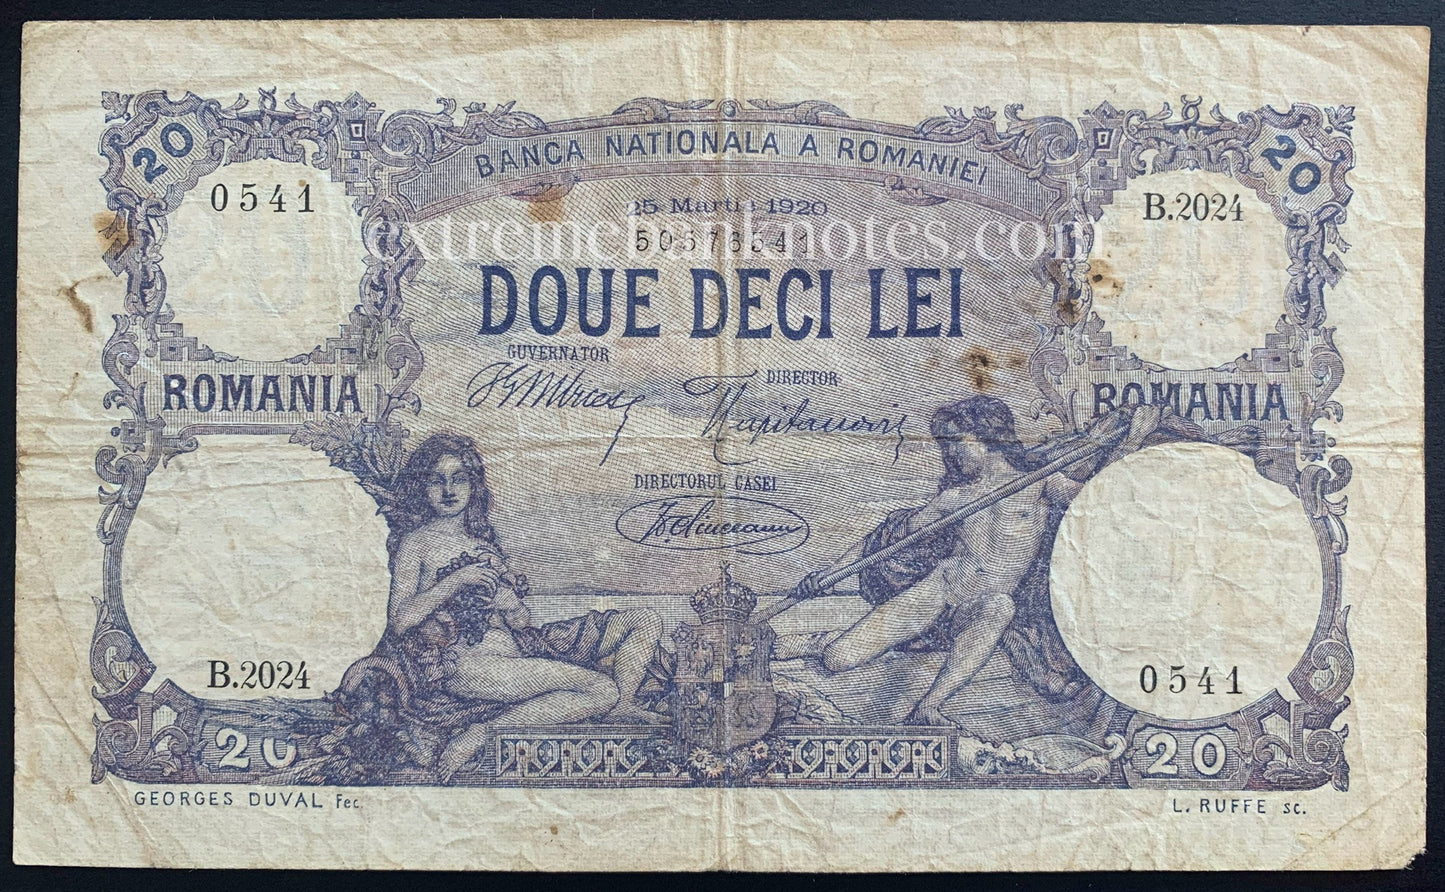 BANCA NATIONALA A ROMANIEI
20
20
0541
B.2024
25 Martie 1920
50576541
extremebanknotes.com
DOUE DECI LEI
GUVERNATOR
DIRECTOR
ROMANIA
ROMANIA
DIRECTORUL CASEI
B.2024
0541
20
20
GEORGES DUVAL Fec.
L. RUFFE sc.